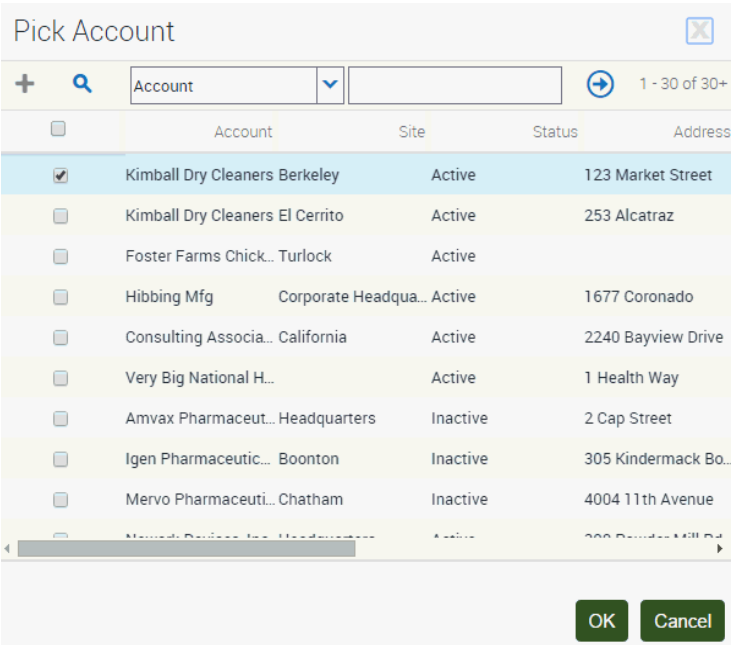 Pick Account X
Account 1 - 30 of 30+
Account Site Status Address
Kimball Dry Cleaners Berkeley Active 123 Market Street
Kimball Dry Cleaners El Cerrito Active 253 Alcatraz
Foster Farms Chick... Turlock Active
Hibbing Mfg Corporate Headqua... Active 1677 Coronado
Consulting Associa... California Active 2240 Bayview Drive
Very Big National H... Active 1 Health Way
Amvax Pharmaceut... Headquarters Inactive 2 Cap Street
Igen Pharmaceutic... Boonton Inactive 305 Kindermack Bo...
Mervo Pharmaceuti... Chatham Inactive 4004 11th Avenue
Headquarters Active
OK Cancel